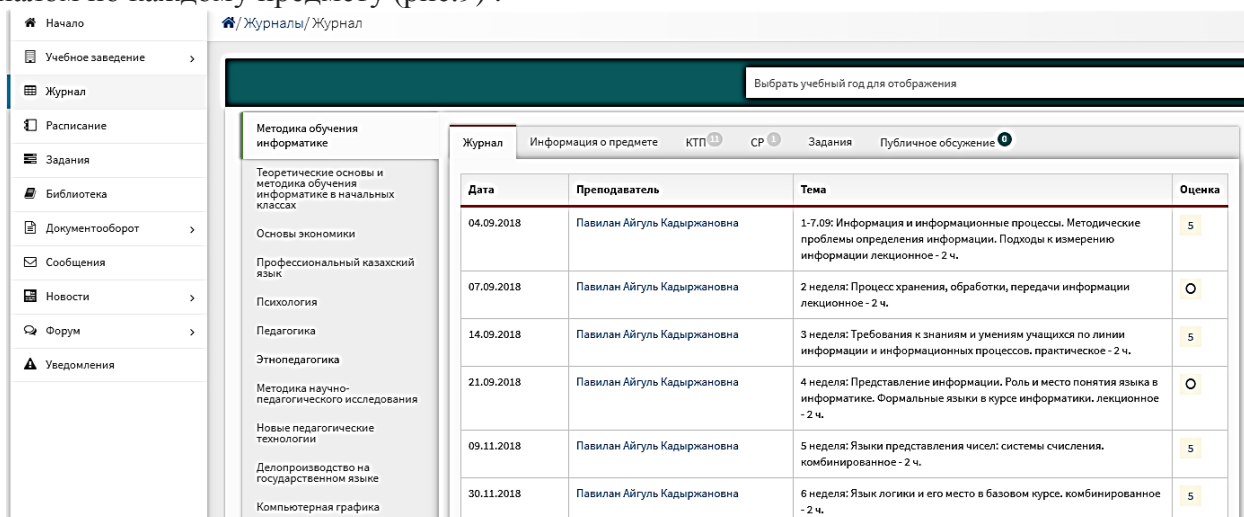 по каждому предмету (рис.9) .
Начало
/ Журналы / Журнал
Учебное заведение
Журнал
Расписание
Задания
Библиотека
Документооборот
Сообщения
Новости
Форум
Уведомления
Выбрать учебный год для отображения
Методика обучения
информатике
Теоретические основы и
методика обучения
информатике в начальных
классах
Основы экономики
Профессиональный казахский
язык
Психология
Педагогика
Этнопедагогика
Методика научно-
педагогического исследования
Новые педагогические
технологии
Делопроизводство на
государственном языке
Компьютерная графика
Журнал Информация о предмете КТП 11 СР 1 Задания Публичное обсуждение 0
Дата Преподаватель Тема Оценка
04.09.2018 Павилан Айгуль Кадыржановна 1-7.09: Информация и информационные процессы. Методические 5
проблемы определения информации. Подходы к измерению
информации лекционное - 2 ч.
07.09.2018 Павилан Айгуль Кадыржановна 2 неделя: Процесс хранения, обработки, передачи информации О
лекционное - 2 ч.
14.09.2018 Павилан Айгуль Кадыржановна 3 неделя: Требования к знаниям и умениям учащихся по линии 5
информации и информационных процессов. практическое - 2 ч.
21.09.2018 Павилан Айгуль Кадыржановна 4 неделя: Представление информации. Роль и место понятия языка в О
информатике. Формальные языки в курсе информатики. лекционное
- 2 ч.
09.11.2018 Павилан Айгуль Кадыржановна 5 неделя: Языки представления чисел: системы счисления. 5
комбинированное - 2 ч.
30.11.2018 Павилан Айгуль Кадыржановна 6 неделя: Язык логики и его место в базовом курсе. комбинированное 5
- 2 ч.